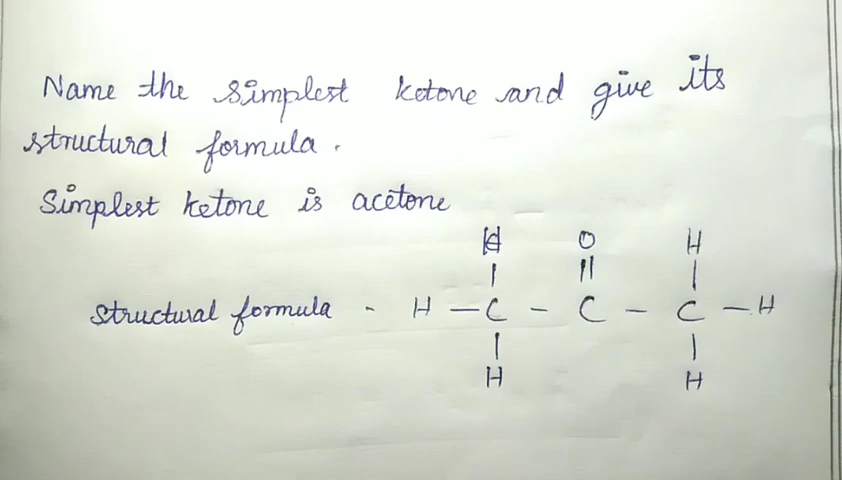 Name the simplest ketone and give its
structural formula.
Simplest ketone is acetone
H O H
| || |
structural formula - H — C – C – C — H
| |
H H